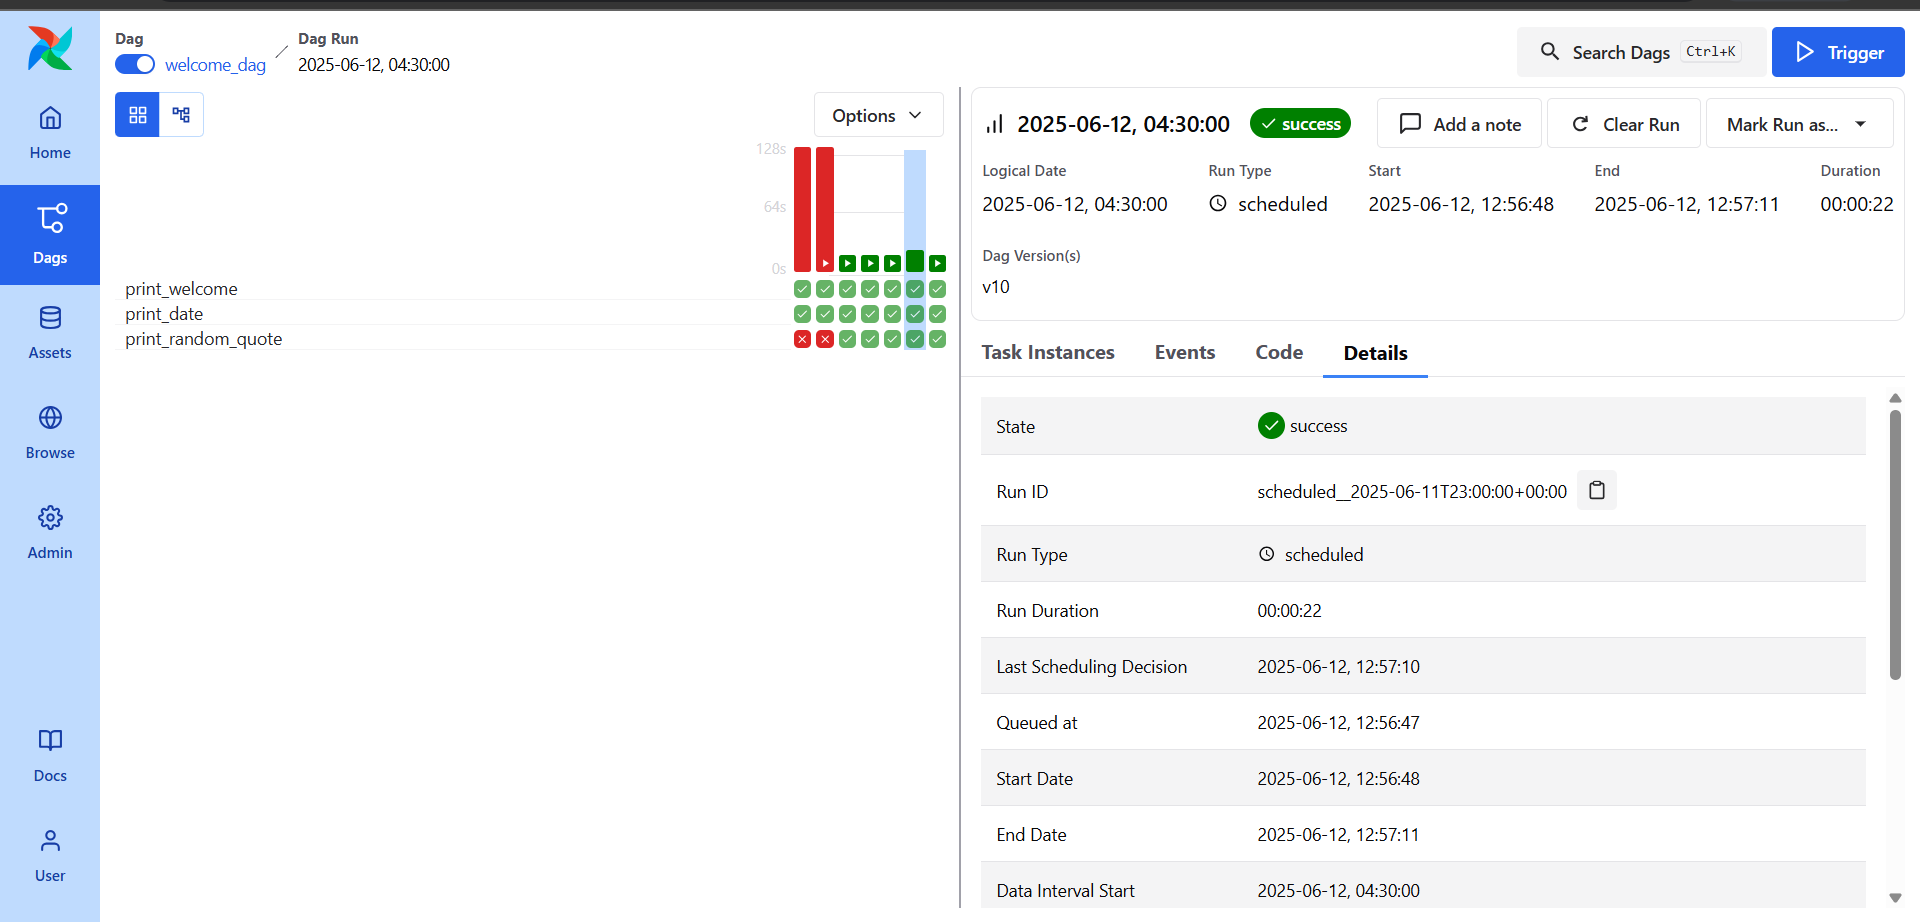 Dag
welcome_dag
Dag Run
2025-06-12, 04:30:00
Search Dags Ctrl+K
Trigger
Home
Dags
Assets
Browse
Admin
Docs
User
Options
128s
64s
0s
print_welcome
print_date
print_random_quote
2025-06-12, 04:30:00 success Add a note Clear Run Mark Run as...
Logical Date Run Type Start End Duration
2025-06-12, 04:30:00 scheduled 2025-06-12, 12:56:48 2025-06-12, 12:57:11 00:00:22
Dag Version(s)
v10
Task Instances Events Code Details
State success
Run ID scheduled__2025-06-11T23:00:00+00:00
Run Type scheduled
Run Duration 00:00:22
Last Scheduling Decision 2025-06-12, 12:57:10
Queued at 2025-06-12, 12:56:47
Start Date 2025-06-12, 12:56:48
End Date 2025-06-12, 12:57:11
Data Interval Start 2025-06-12, 04:30:00